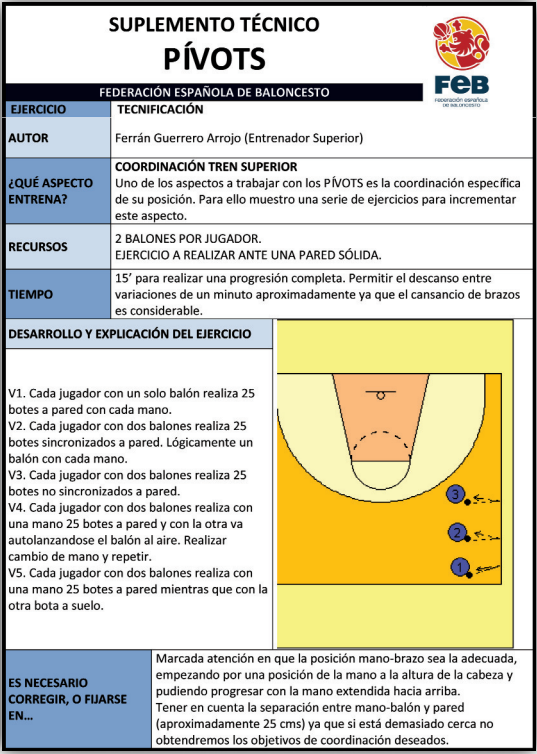 SUPLEMENTO TÉCNICO
PÍVOTS
FEDERACIÓN ESPAÑOLA DE BALONCESTO
FEB
Federación española
DE BALONCESTO
EJERCICIO
TECNIFICACIÓN
AUTOR
Ferrán Guerrero Arrojo (Entrenador Superior)
¿QUÉ ASPECTO
ENTRENA?
COORDINACIÓN TREN SUPERIOR
Uno de los aspectos a trabajar con los PÍVOTS es la coordinación específica
de su posición. Para ello muestro una serie de ejercicios para incrementar
este aspecto.
RECURSOS
2 BALONES POR JUGADOR.
EJERCICIO A REALIZAR ANTE UNA PARED SÓLIDA.
TIEMPO
15’ para realizar una progresión completa. Permitir el descanso entre
variaciones de un minuto aproximadamente ya que el cansancio de brazos
es considerable.
DESARROLLO Y EXPLICACIÓN DEL EJERCICIO
V1. Cada jugador con un solo balón realiza 25
botes a pared con cada mano.
V2. Cada jugador con dos balones realiza 25
botes sincronizados a pared. Lógicamente un
balón con cada mano.
V3. Cada jugador con dos balones realiza 25
botes no sincronizados a pared.
V4. Cada jugador con dos balones realiza con
una mano 25 botes a pared y con la otra va
autolanzandose el balón al aire. Realizar
cambio de mano y repetir.
V5. Cada jugador con dos balones realiza con
una mano 25 botes a pared mientras que con la
otra bota a suelo.
3
2
1
ES NECESARIO
CORREGIR, O FIJARSE
EN…
Marcada atención en que la posición mano-brazo sea la adecuada,
empezando por una posición de la mano a la altura de la cabeza y
pudiendo progresar con la mano extendida hacia arriba.
Tener en cuenta la separación entre mano-balón y pared
(aproximadamente 25 cms) ya que si está demasiado cerca no
obtendremos los objetivos de coordinación deseados.